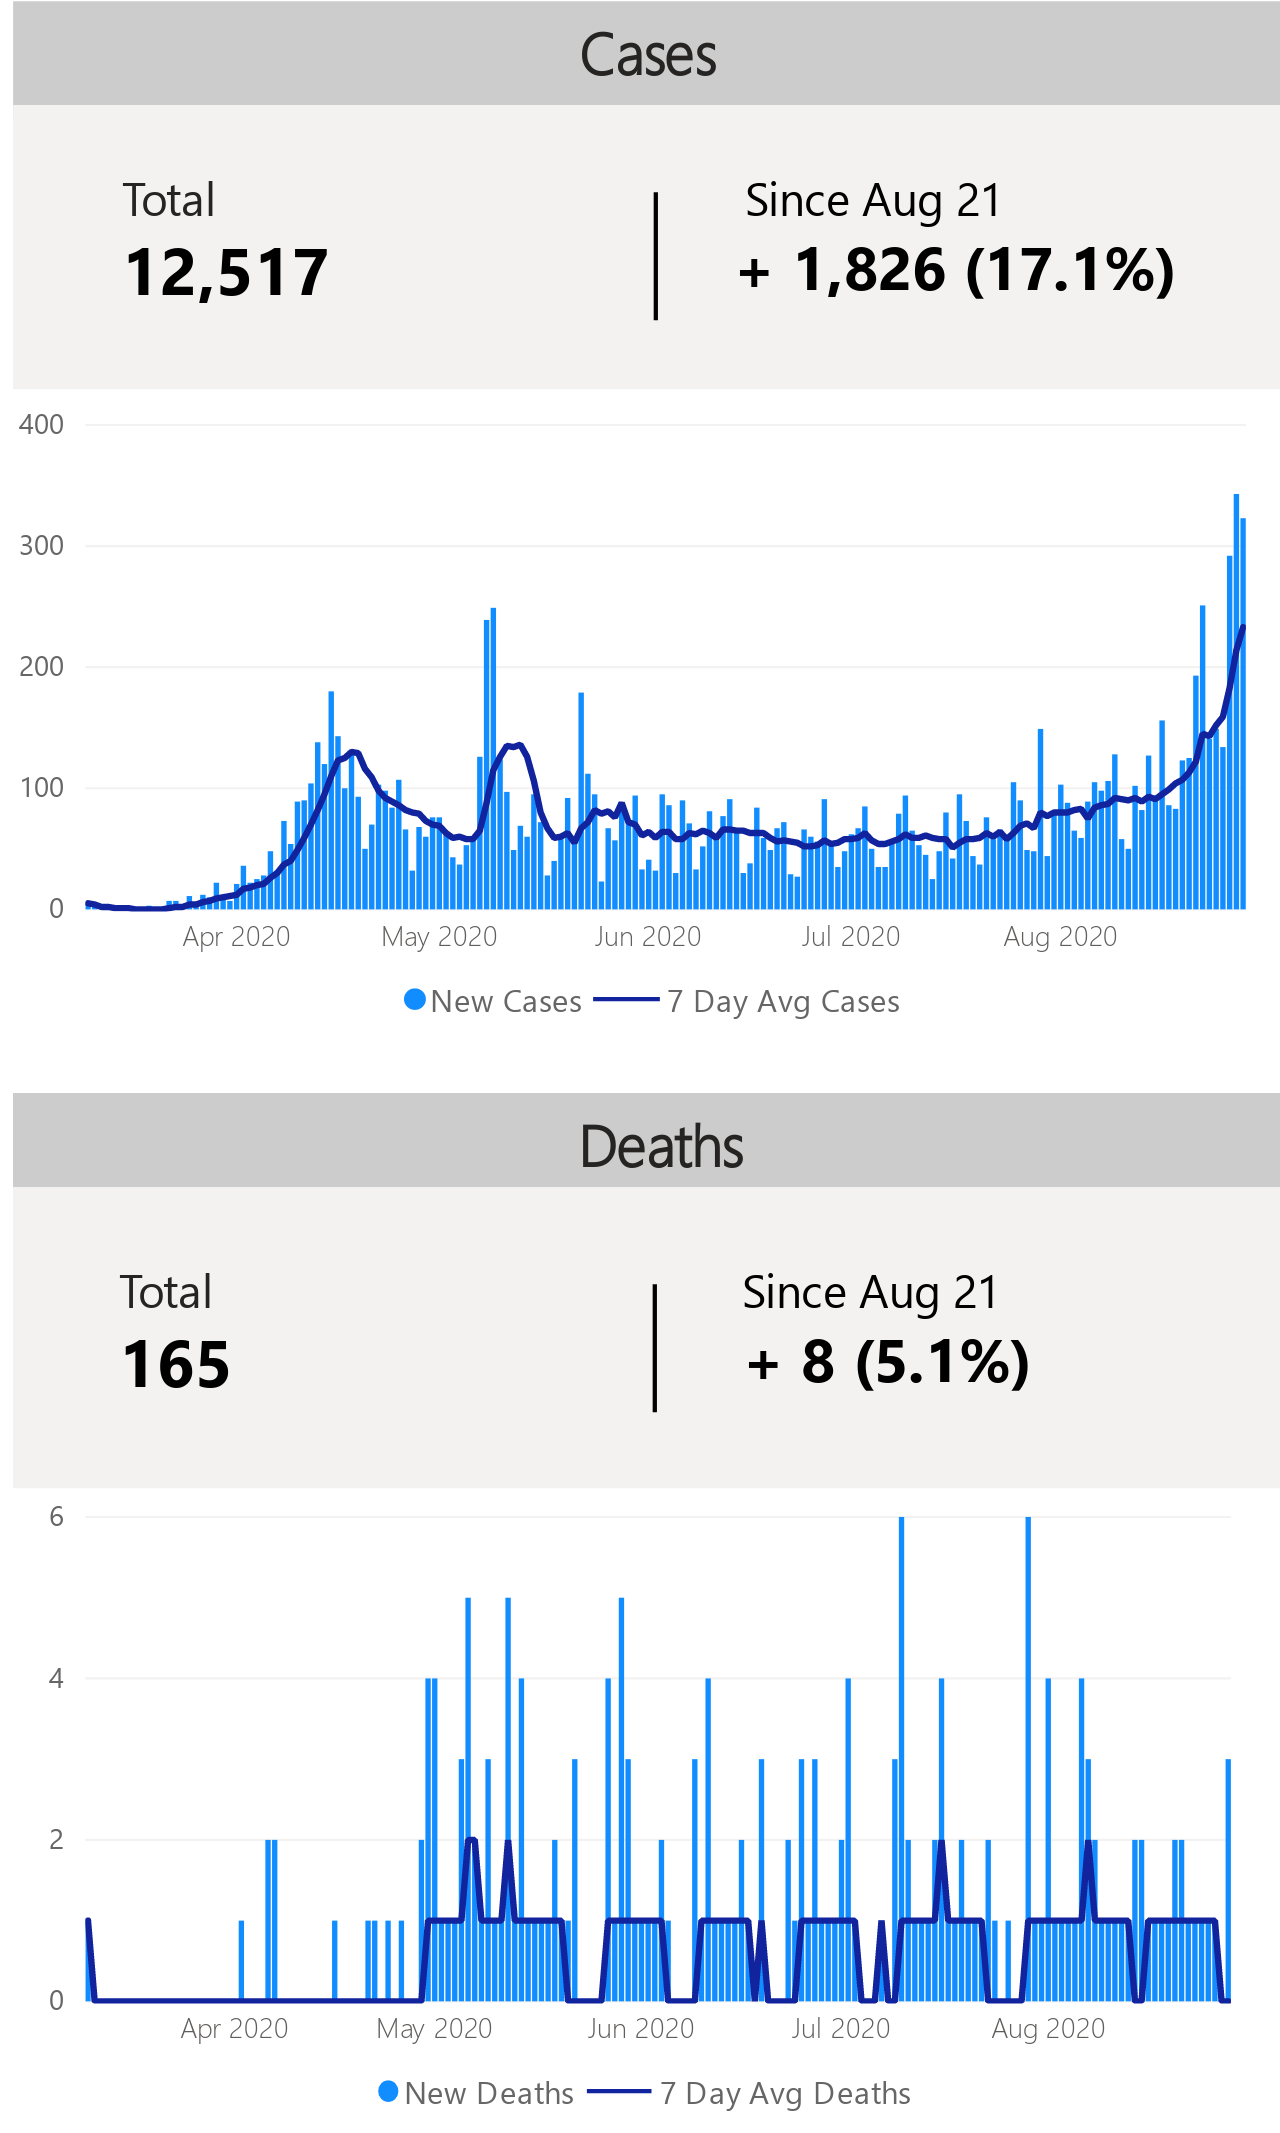 Cases
Total
Since Aug 21
12,517
+ 1,826 (17.1%)
400
300
200
100
0
Apr 2020
May 2020
Jun 2020
Jul 2020
Aug 2020
New Cases
7 Day Avg Cases
Deaths
Total
Since Aug 21
165
+ 8 (5.1%)
6
4
2
0
Apr 2020
May 2020
Jun 2020
Jul 2020
Aug 2020
New Deaths
7 Day Avg Deaths